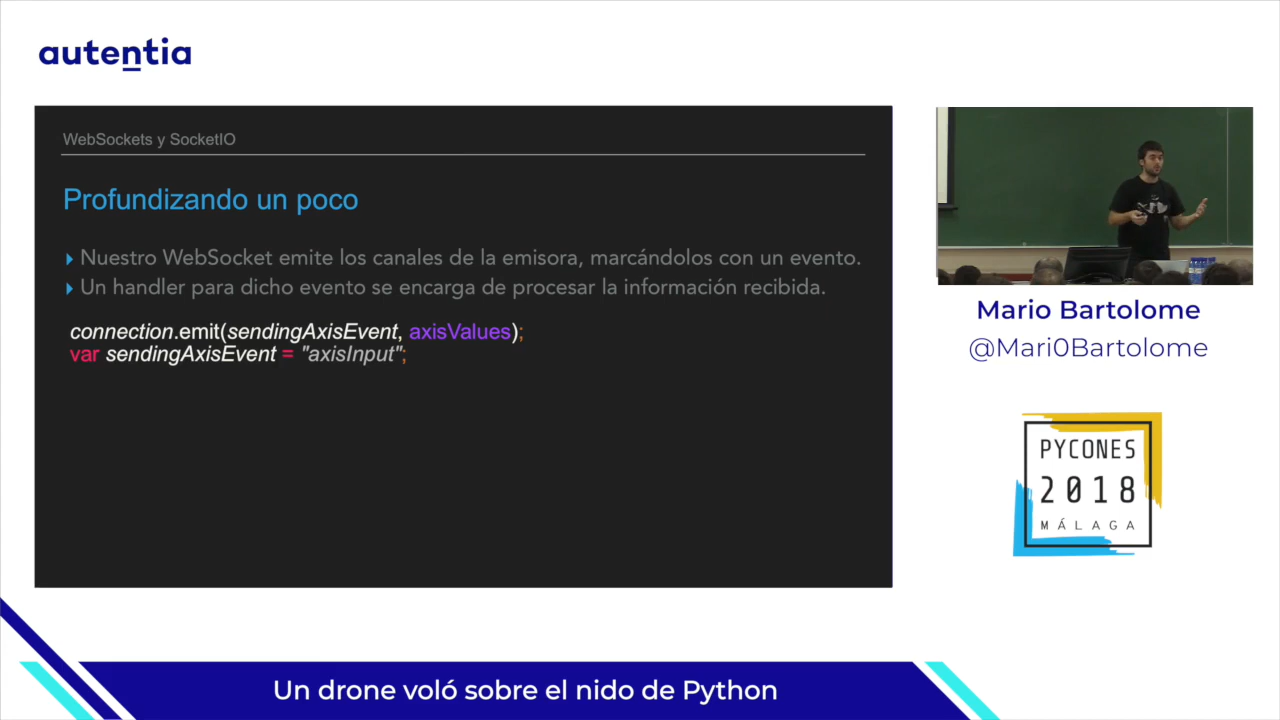 autentia
WebSockets y SocketIO
Profundizando un poco
Nuestro WebSocket emite los canales de la emisora, marcándolos con un evento.
Un handler para dicho evento se encarga de procesar la información recibida.
connection.emit(sendingAxisEvent, axisValues);
var sendingAxisEvent = "axisInput";
Mario Bartolome
@Mari0Bartolome
PYCONES
2018
MÁLAGA
Un drone voló sobre el nido de Python